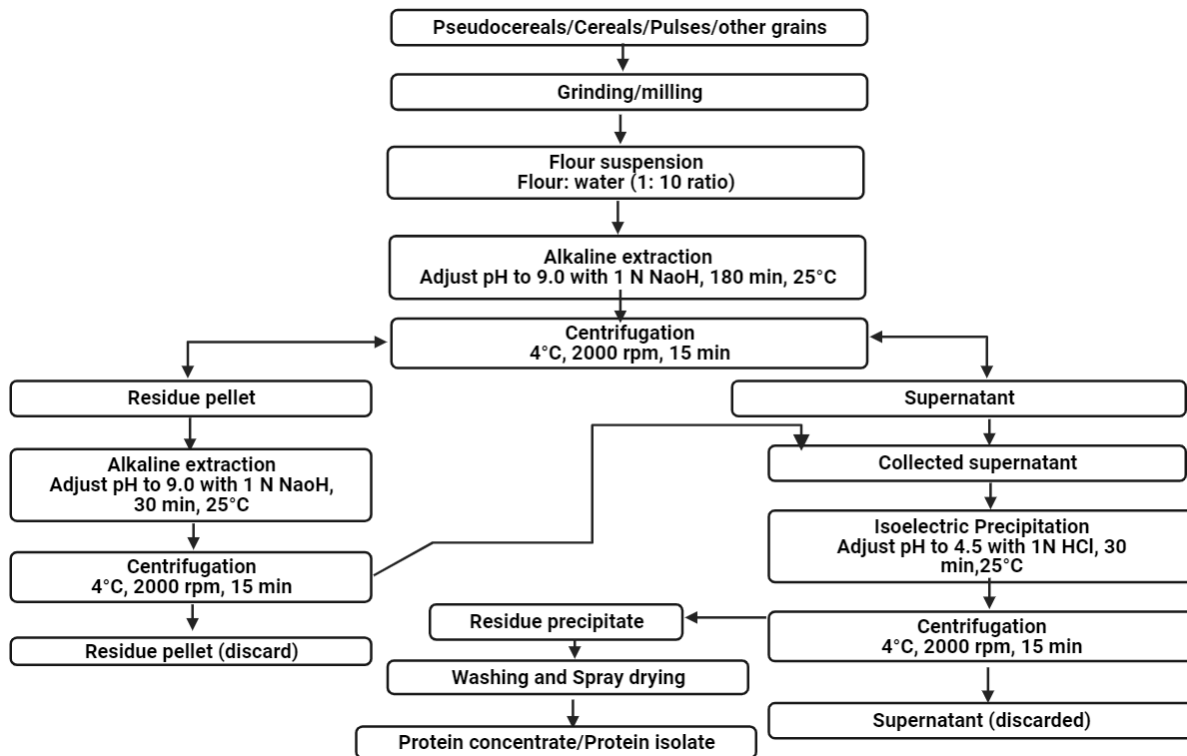 Pseudocereals/Cereals/Pulses/other grains
Grinding/milling
Flour suspension
Flour: water (1: 10 ratio)
Alkaline extraction
Adjust pH to 9.0 with 1 N NaoH, 180 min, 25°C
Centrifugation
4°C, 2000 rpm, 15 min
Residue pellet
Alkaline extraction
Adjust pH to 9.0 with 1 N NaoH,
30 min, 25°C
Centrifugation
4°C, 2000 rpm, 15 min
Residue pellet (discard)
Supernatant
Collected supernatant
Isoelectric Precipitation
Adjust pH to 4.5 with 1N HCl, 30
min,25°C
Centrifugation
4°C, 2000 rpm, 15 min
Supernatant (discarded)
Residue precipitate
Washing and Spray drying
Protein concentrate/Protein isolate